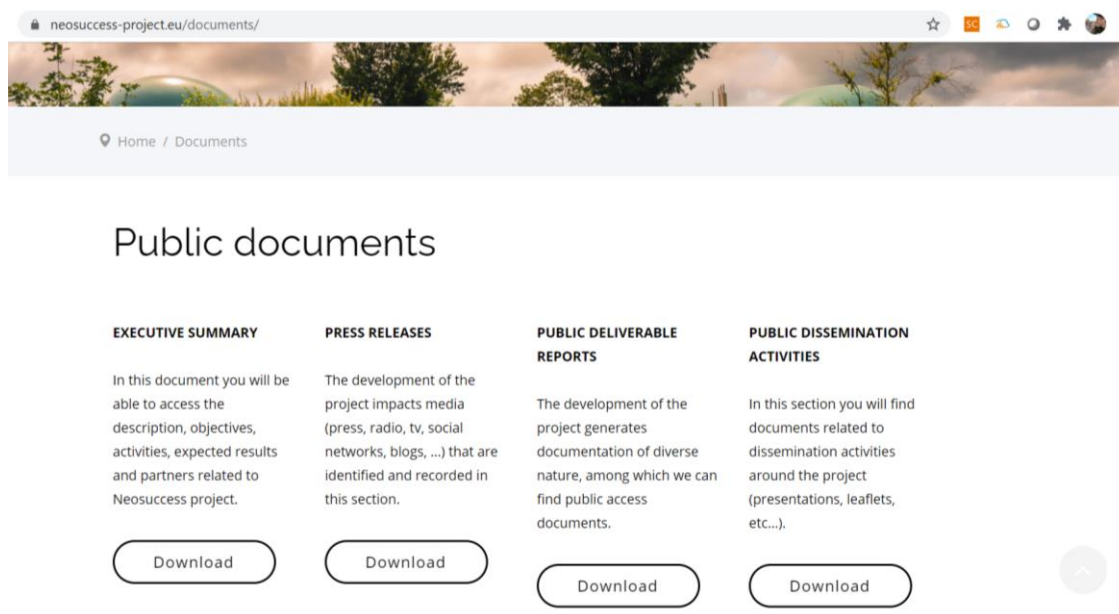 neosuccess-project.eu/documents/
SC
Home / Documents
Public documents
EXECUTIVE SUMMARY
In this document you will be
able to access the
description, objectives,
activities, expected results
and partners related to
Neosuccess project.
Download
PRESS RELEASES
The development of the
project impacts media
(press, radio, tv, social
networks, blogs, ...) that are
identified and recorded in
this section.
Download
PUBLIC DELIVERABLE
REPORTS
The development of the
project generates
documentation of diverse
nature, among which we can
find public access
documents.
Download
PUBLIC DISSEMINATION
ACTIVITIES
In this section you will find
documents related to
dissemination activities
around the project
(presentations, leaflets,
etc...).
Download